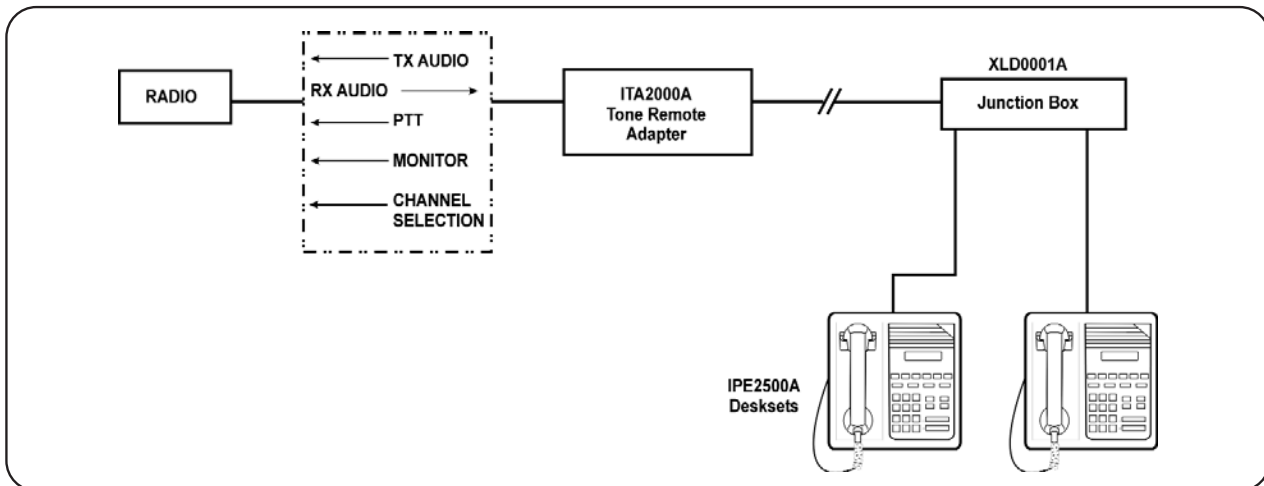 RADIO
TX AUDIO
RX AUDIO
PTT
MONITOR
CHANNEL
SELECTION
ITA2000A
Tone Remote
Adapter
XLD0001A
Junction Box
IPE2500A
Desksets